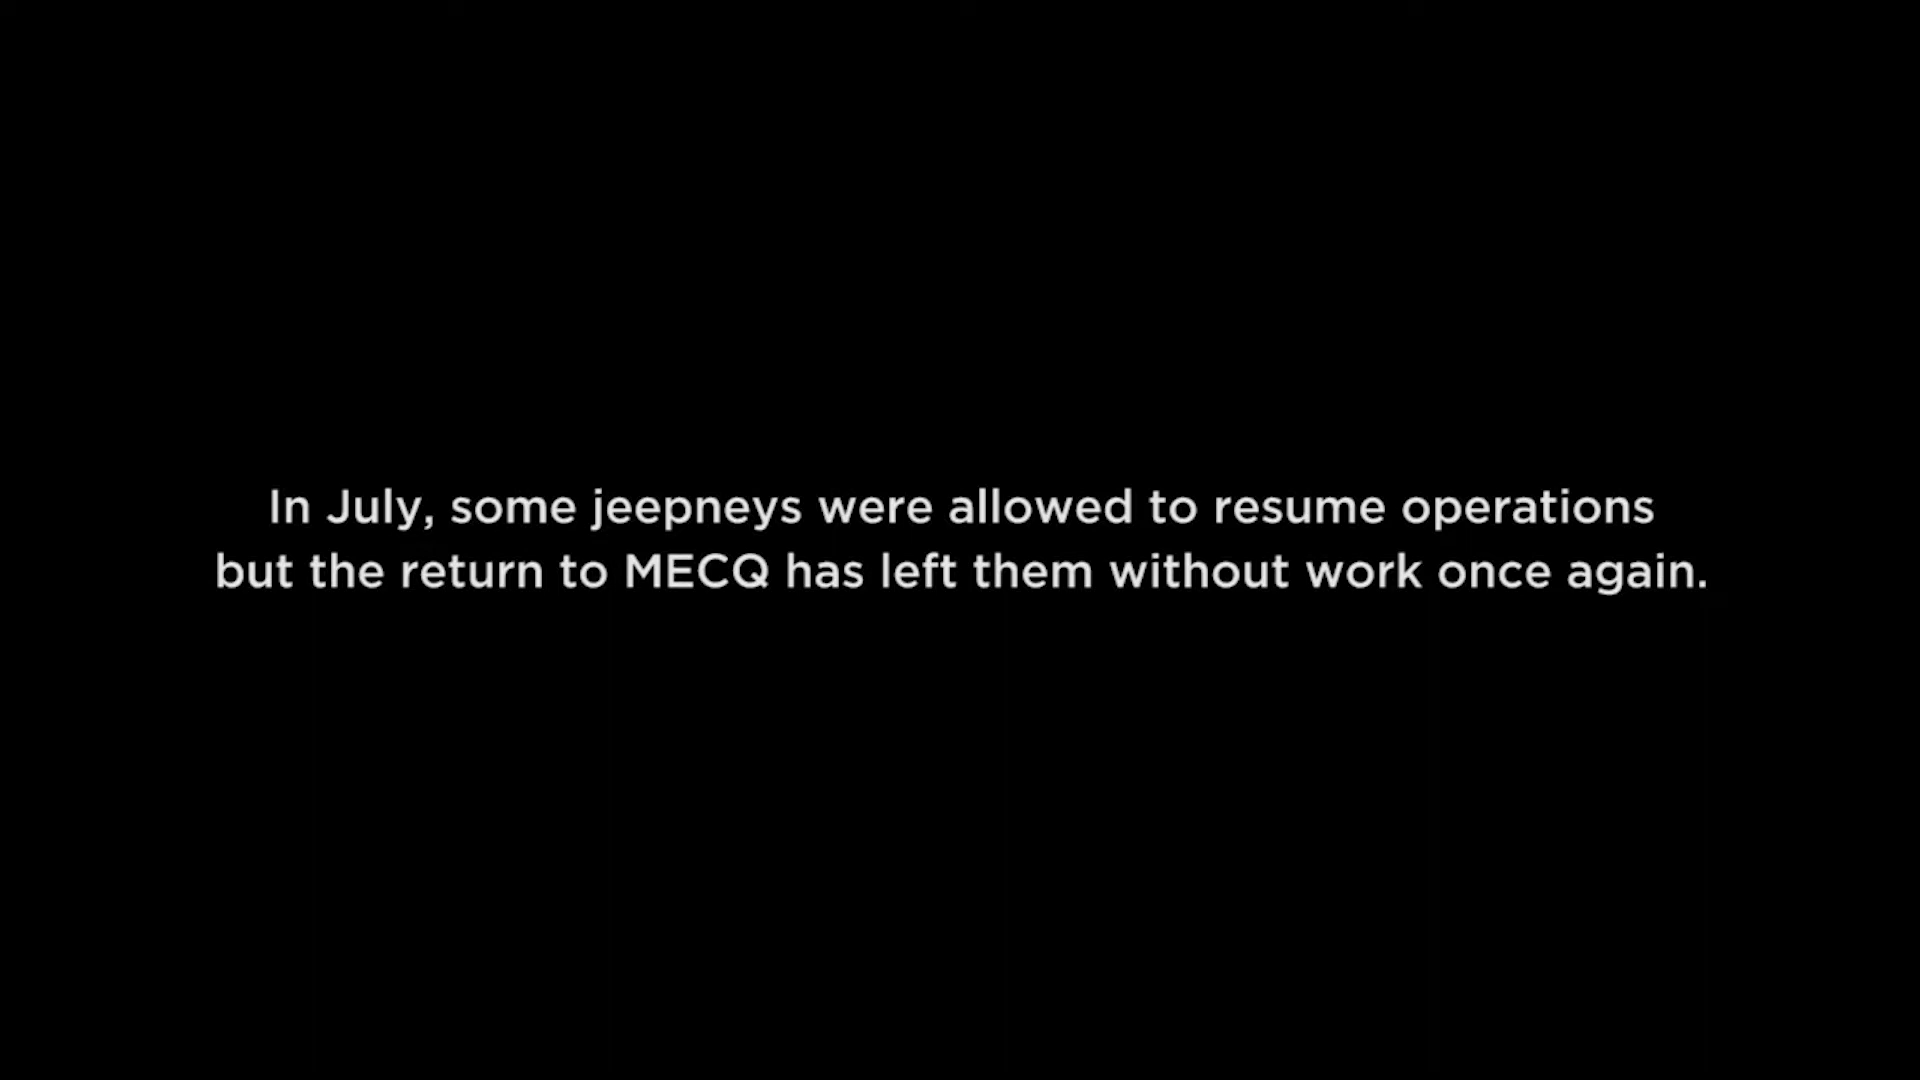 In July, some jeepneys were allowed to resume operations
but the return to MECQ has left them without work once again.